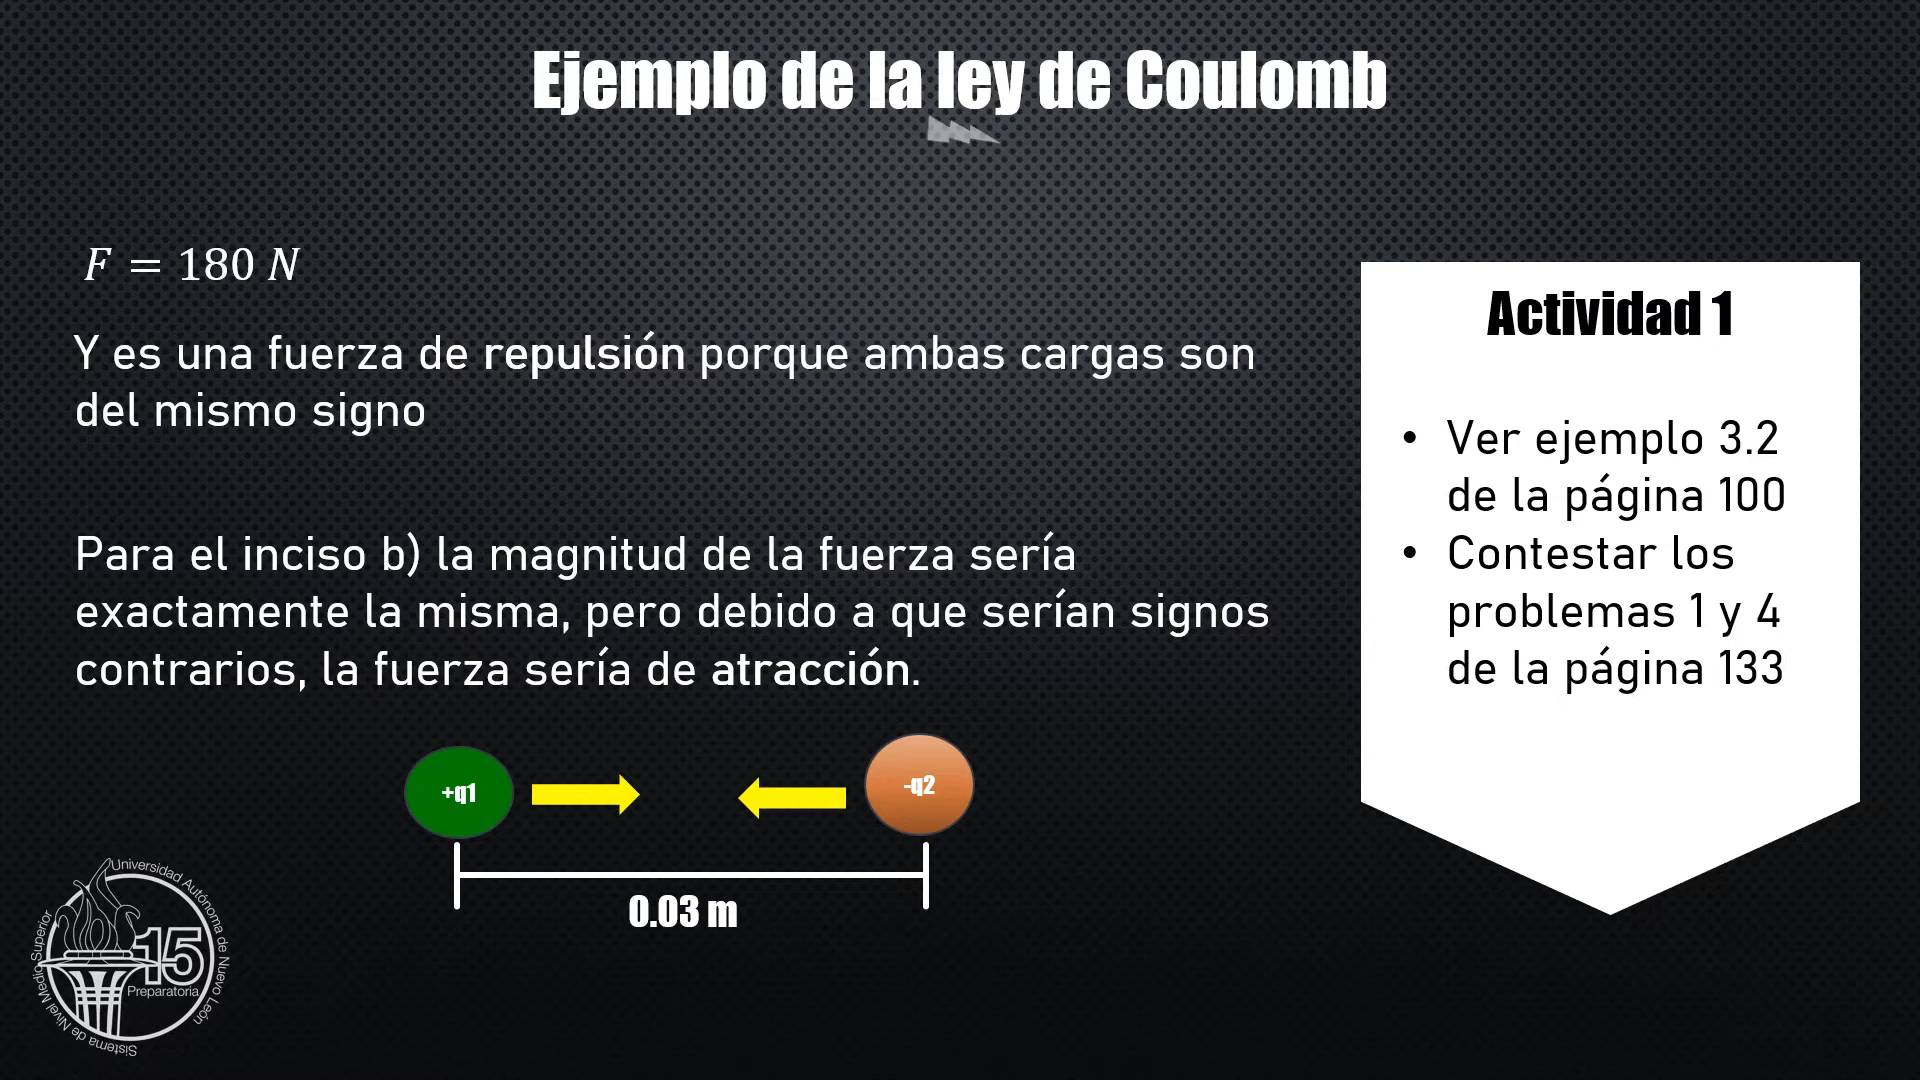 Ejemplo de la ley de Coulomb
F = 180 N
Y es una fuerza de repulsión porque ambas cargas son
del mismo signo
Para el inciso b) la magnitud de la fuerza sería
exactamente la misma, pero debido a que serían signos
contrarios, la fuerza sería de atracción.
+q1
-q2
0.03 m
Actividad 1
• Ver ejemplo 3.2
de la página 100
• Contestar los
problemas 1 y 4
de la página 133
Universidad Autónoma de Nuevo León
Sistema de Nivel Medio Superior
15
Preparatoria